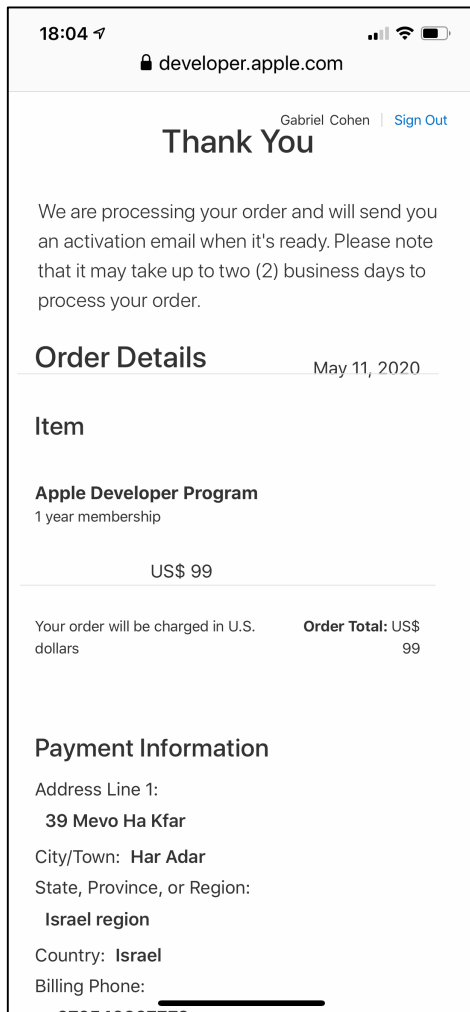 18:04
developer.apple.com
Gabriel Cohen | Sign Out
Thank You
We are processing your order and will send you
an activation email when it's ready. Please note
that it may take up to two (2) business days to
process your order.
Order Details
May 11, 2020
Item
Apple Developer Program
1 year membership
US$ 99
Your order will be charged in U.S.
dollars
Order Total: US$
99
Payment Information
Address Line 1:
39 Mevo Ha Kfar
City/Town: Har Adar
State, Province, or Region:
Israel region
Country: Israel
Billing Phone: